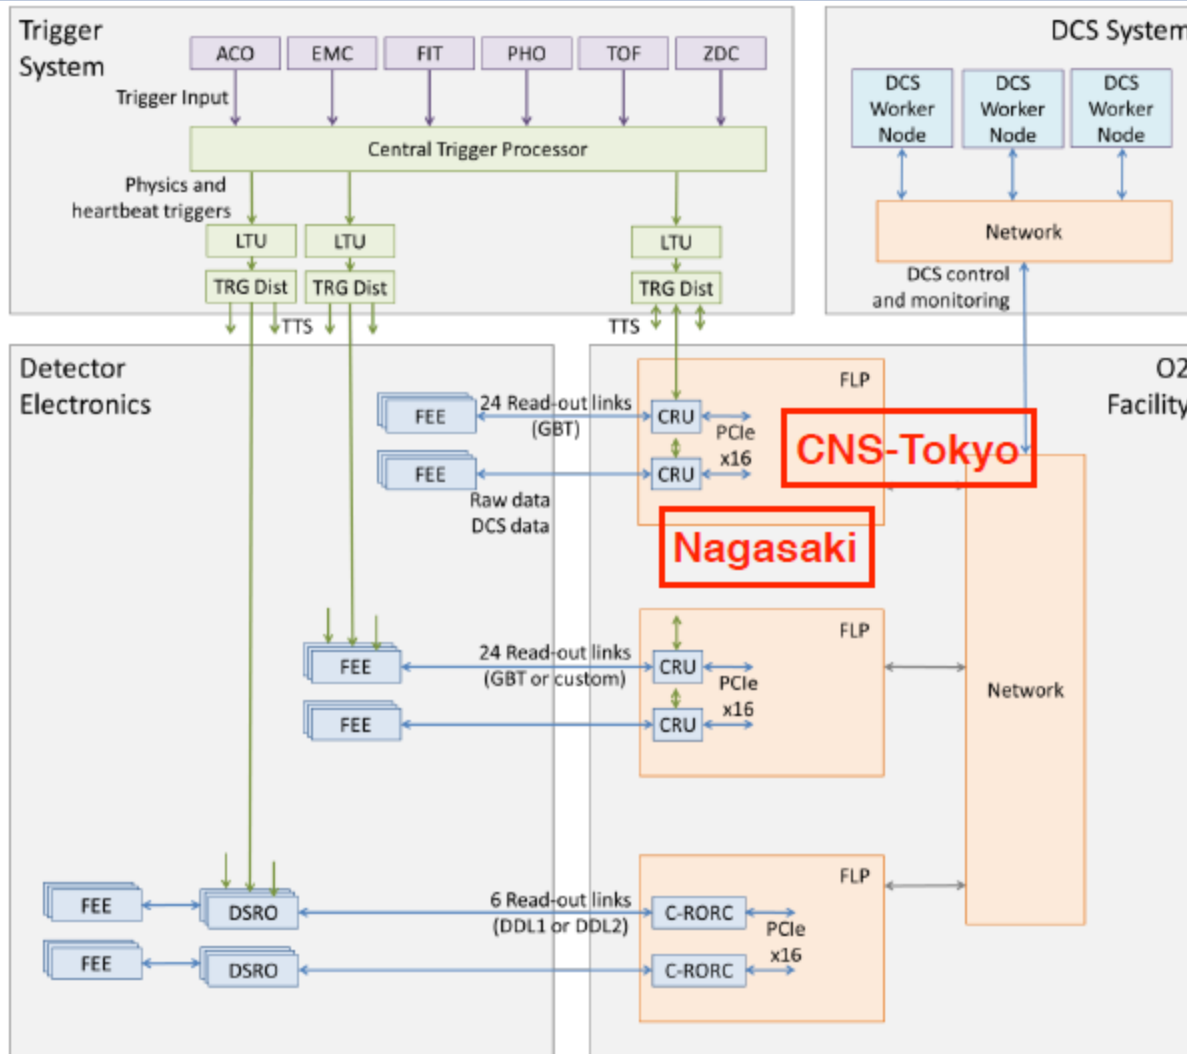 Trigger
System
ACO
EMC
FIT
PHO
TOF
ZDC
Trigger Input
Central Trigger Processor
Physics and
heartbeat triggers
LTU
LTU
LTU
TRG Dist
TRG Dist
TRG Dist
TTS
TTS
DCS System
DCS
Worker
Node
DCS
Worker
Node
DCS
Worker
Node
Network
DCS control
and monitoring
Detector
Electronics
FEE
24 Read-out links
(GBT)
FEE
Raw data
DCS data
FEE
24 Read-out links
(GBT or custom)
FEE
FEE
DSRO
6 Read-out links
(DDL1 or DDL2)
FEE
DSRO
O2
Facility
FLP
CRU
PCIe
x16
CRU
CNS-Tokyo
Nagasaki
FLP
CRU
PCIe
x16
CRU
Network
FLP
C-RORC
PCIe
x16
C-RORC